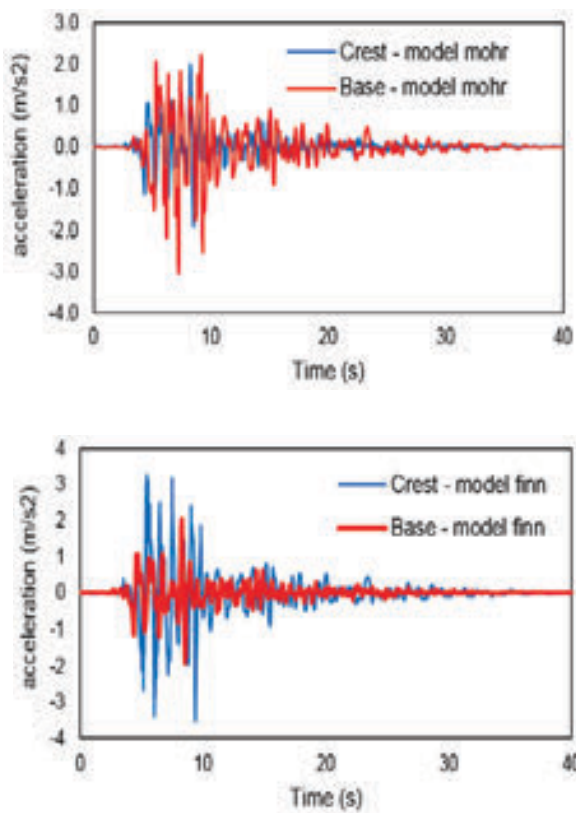 3.0
2.0
1.0
0.0
-1.0
-2.0
-3.0
-4.0
acceleration (m/s2)
Crest - model mohr
Base - model mohr
0 10 20 30 40
Time (s)
4
3
2
1
0
-1
-2
-3
-4
acceleration (m/s2)
Crest - model finn
Base - model finn
0 10 20 30 40
Time (s)